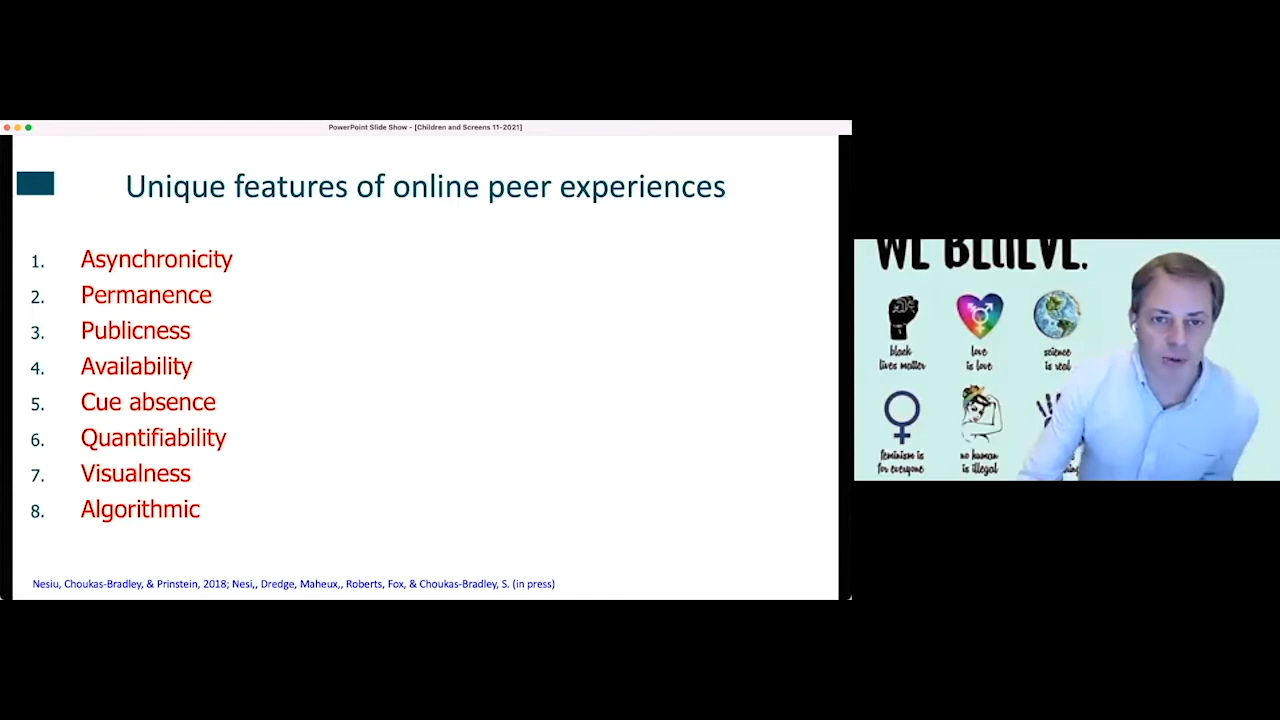 PowerPoint Slide Show - [Children and Screens 11-2021]
Unique features of online peer experiences
1. Asynchronicity
2. Permanence
3. Publicness
4. Availability
5. Cue absence
6. Quantifiability
7. Visualness
8. Algorithmic
Nesiu, Choukas-Bradley, & Prinstein, 2018; Nesi,, Dredge, Maheux,, Roberts, Fox, & Choukas-Bradley, S. (in press)
WE BELIEVE.
black
lives matter
love
is love
science
is real
feminism is
for everyone
no human
is illegal